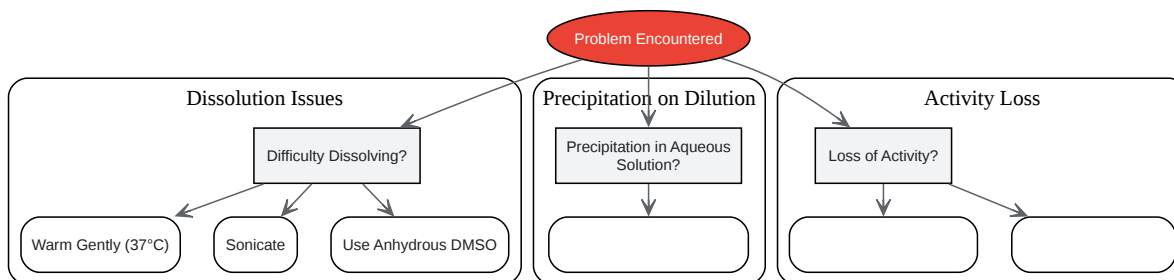 Problem Encountered
Dissolution Issues
Precipitation on Dilution
Activity Loss
Difficulty Dissolving?
Precipitation in Aqueous
Solution?
Loss of Activity?
Warm Gently (37°C)
Sonicate
Use Anhydrous DMSO